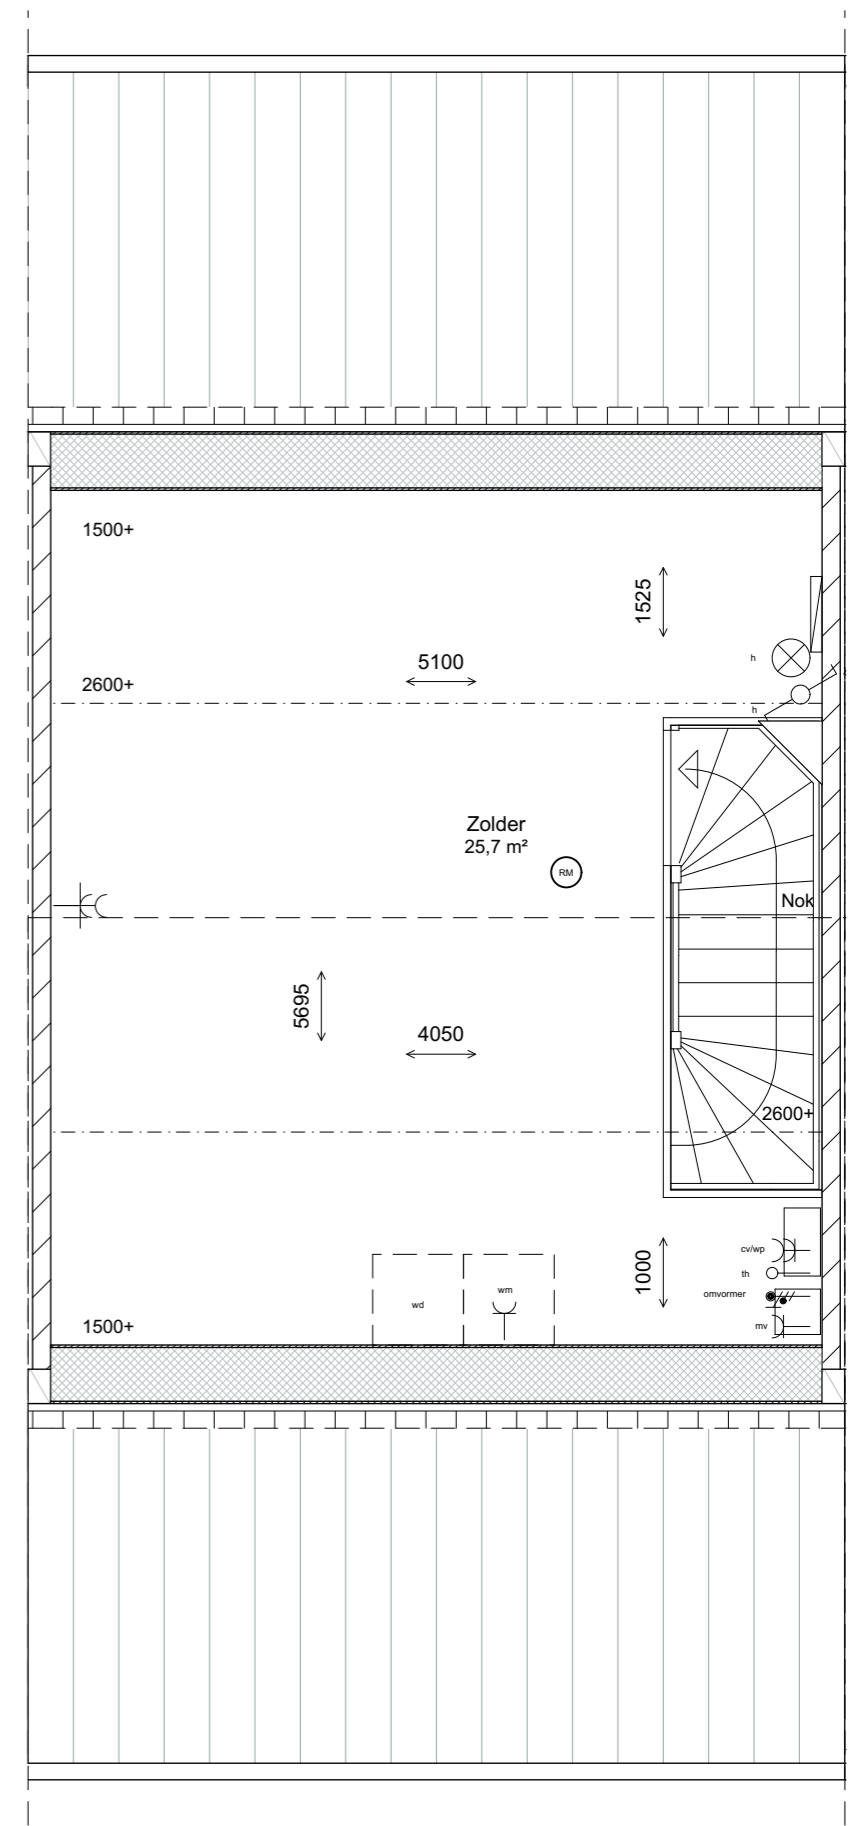 1500+
1525
h
5100
2600+
h
Zolder
25,7 m²
RM
Nok
5695
4050
2600+
1000
cv/wp
th
wm
omvormer
wd
1500+
mv